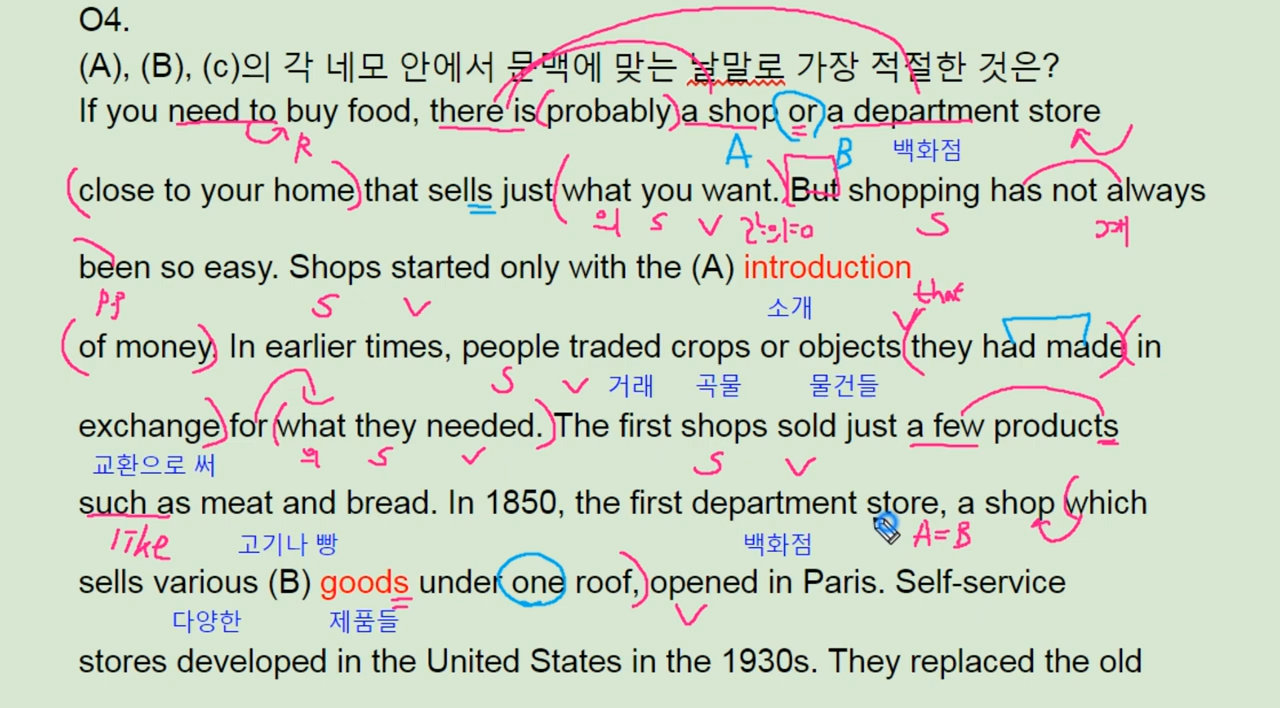 04.
(A), (B), (c)의 각 네모 안에서 문맥에 맞는 낱말로 가장 적절한 것은?
If you need to buy food, there is probably a shop or a department store
R A B 백화점
close to your home that sells just what you want. But shopping has not always
의 S V 간·의=o S 계
been so easy. Shops started only with the (A) introduction
p.p S V 소개 that
of money. In earlier times, people traded crops or objects they had made in
S V 거래 곡물 물건들
exchange for what they needed. The first shops sold just a few products
교환으로 써 의 S V S V
such as meat and bread. In 1850, the first department store, a shop which
like 고기나 빵 백화점 A=B
sells various (B) goods under one roof, opened in Paris. Self-service
다양한 제품들 V
stores developed in the United States in the 1930s. They replaced the old